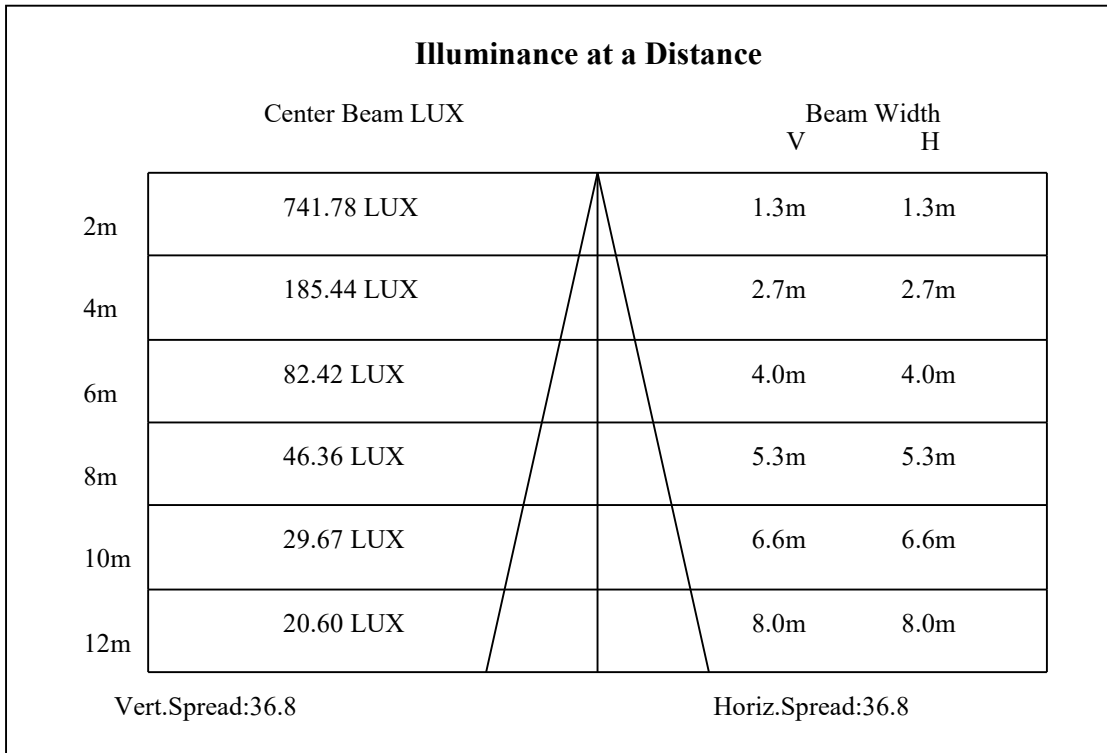 Illuminance at a Distance
Center Beam LUX Beam Width
V H
2m 741.78 LUX 1.3m 1.3m
4m 185.44 LUX 2.7m 2.7m
6m 82.42 LUX 4.0m 4.0m
8m 46.36 LUX 5.3m 5.3m
10m 29.67 LUX 6.6m 6.6m
12m 20.60 LUX 8.0m 8.0m
Vert.Spread:36.8 Horiz.Spread:36.8